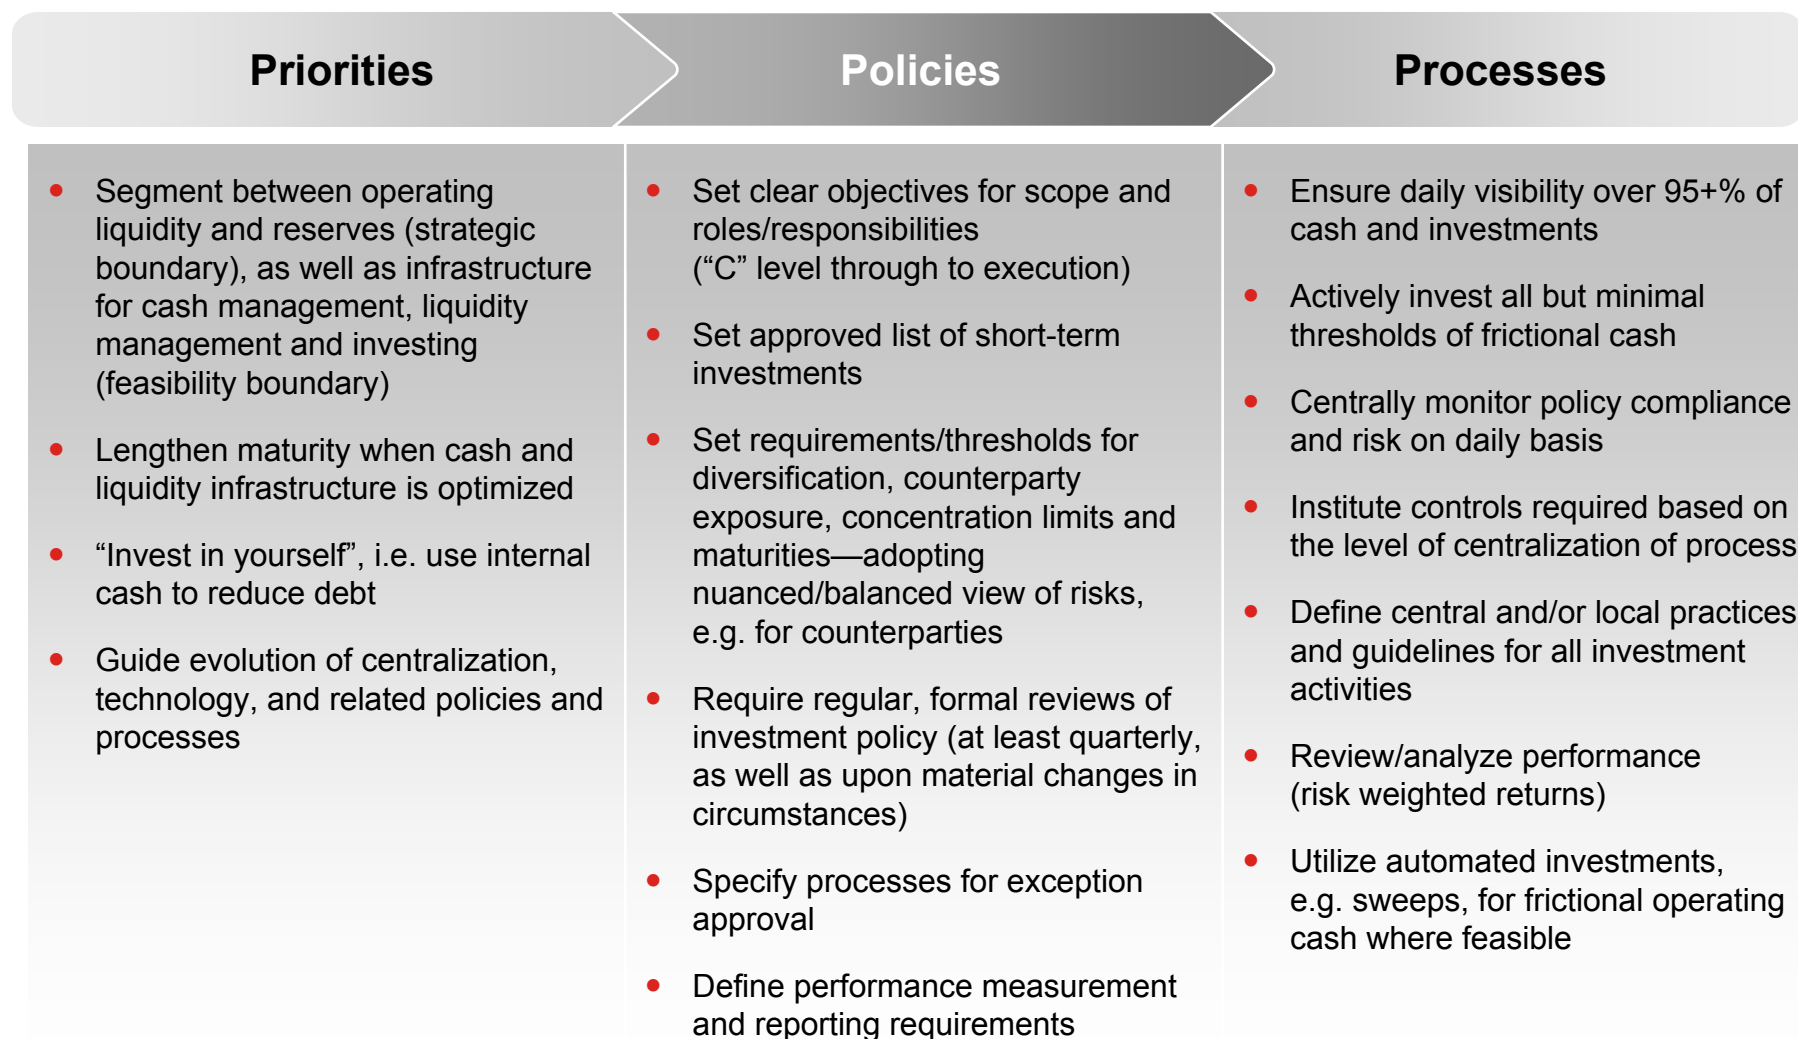 Priorities
Policies
Processes
• Segment between operating
liquidity and reserves (strategic
boundary), as well as infrastructure
for cash management, liquidity
management and investing
(feasibility boundary)
• Lengthen maturity when cash and
liquidity infrastructure is optimized
• “Invest in yourself”, i.e. use internal
cash to reduce debt
• Guide evolution of centralization,
technology, and related policies and
processes
• Set clear objectives for scope and
roles/responsibilities
(“C” level through to execution)
• Set approved list of short-term
investments
• Set requirements/thresholds for
diversification, counterparty
exposure, concentration limits and
maturities—adopting
nuanced/balanced view of risks,
e.g. for counterparties
• Require regular, formal reviews of
investment policy (at least quarterly,
as well as upon material changes in
circumstances)
• Specify processes for exception
approval
• Define performance measurement
and reporting requirements
• Ensure daily visibility over 95+% of
cash and investments
• Actively invest all but minimal
thresholds of frictional cash
• Centrally monitor policy compliance
and risk on daily basis
• Institute controls required based on
the level of centralization of process
• Define central and/or local practices
and guidelines for all investment
activities
• Review/analyze performance
(risk weighted returns)
• Utilize automated investments,
e.g. sweeps, for frictional operating
cash where feasible